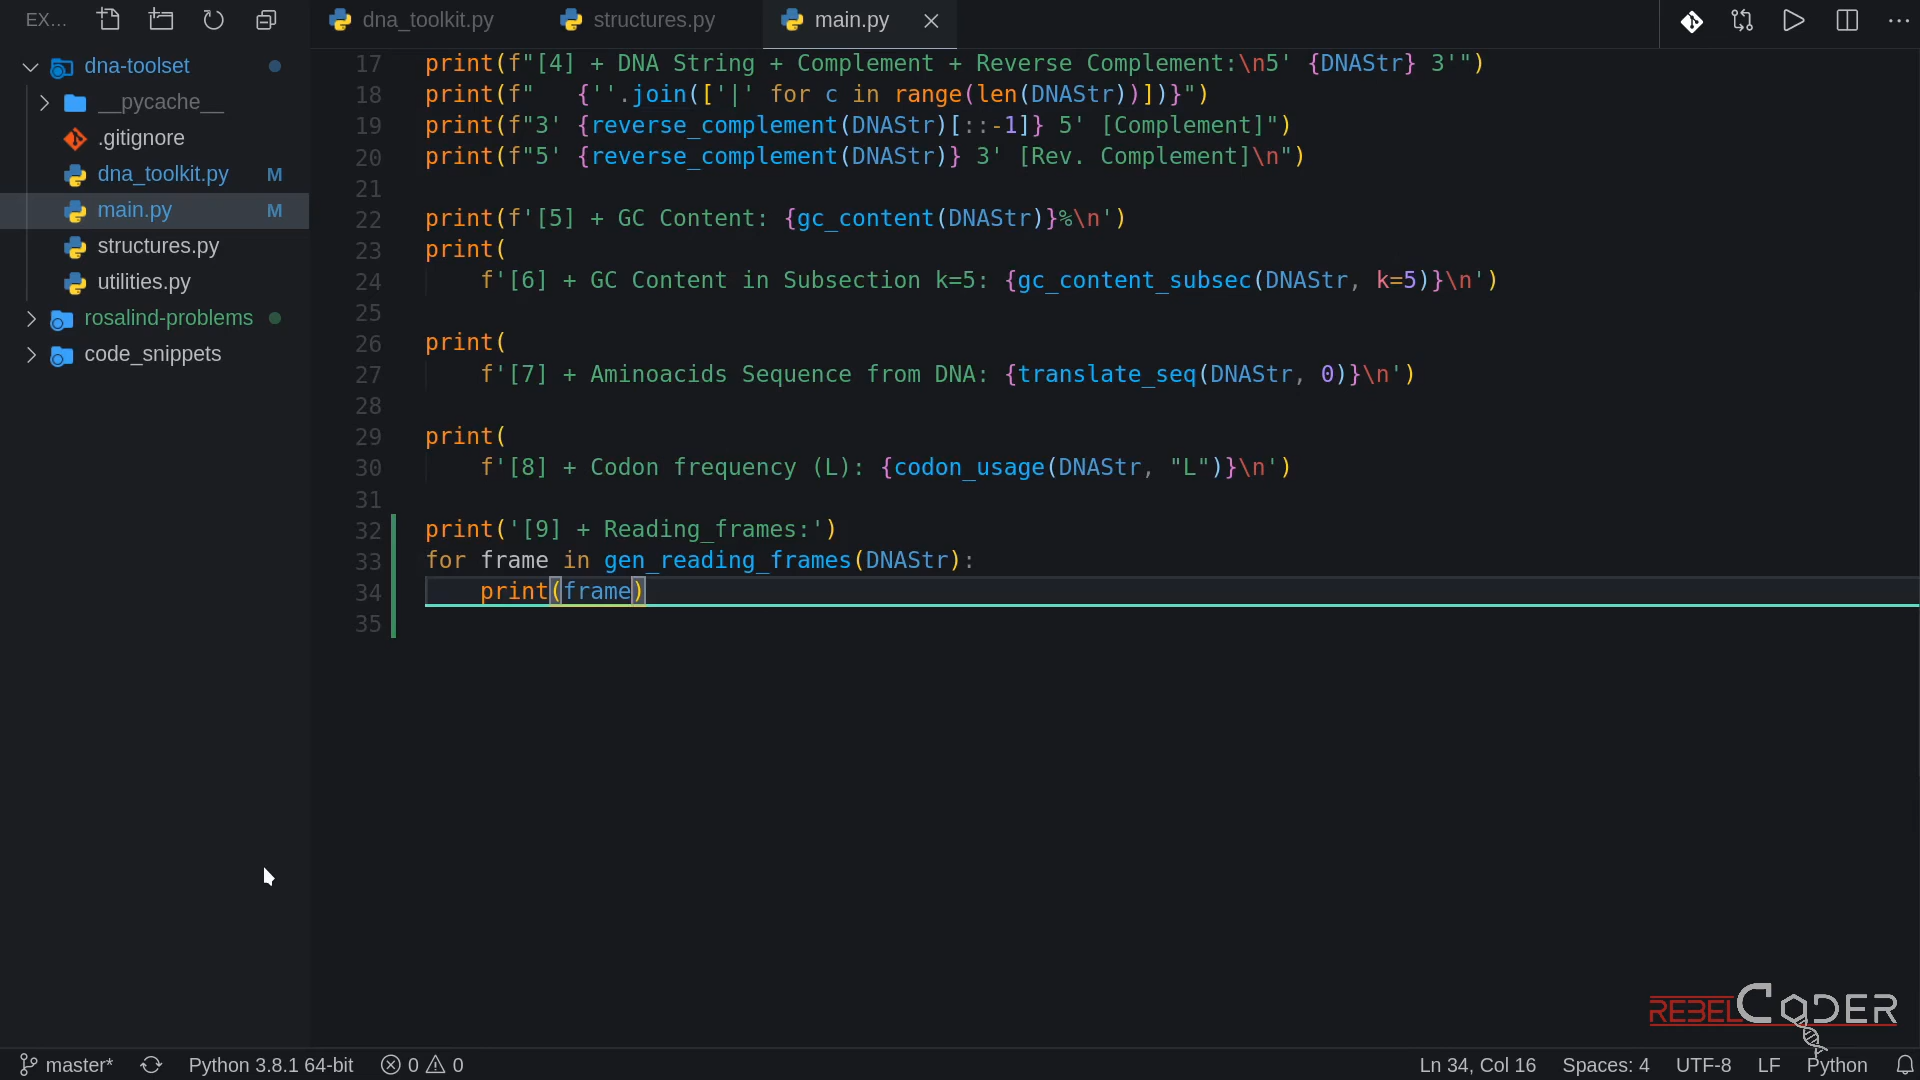 EX...
dna_toolkit.py
structures.py
main.py
dna-toolset
__pycache__
.gitignore
dna_toolkit.py M
main.py M
structures.py
utilities.py
rosalind-problems
code_snippets
17 print(f"[4] + DNA String + Complement + Reverse Complement:\n5' {DNAStr} 3'")
18 print(f"   {''.join(['|' for c in range(len(DNAStr))])}")
19 print(f"3' {reverse_complement(DNAStr)[::-1]} 5' [Complement]")
20 print(f"5' {reverse_complement(DNAStr)} 3' [Rev. Complement]\n")
21
22 print(f'[5] + GC Content: {gc_content(DNAStr)}%\n')
23 print(
24     f'[6] + GC Content in Subsection k=5: {gc_content_subsec(DNAStr, k=5)}\n')
25
26 print(
27     f'[7] + Aminoacids Sequence from DNA: {translate_seq(DNAStr, 0)}\n')
28
29 print(
30     f'[8] + Codon frequency (L): {codon_usage(DNAStr, "L")}\n')
31
32 print('[9] + Reading_frames:')
33 for frame in gen_reading_frames(DNAStr):
34     print(frame)
35
REBELCODER
master* Python 3.8.1 64-bit 0 0 Ln 34, Col 16 Spaces: 4 UTF-8 LF Python